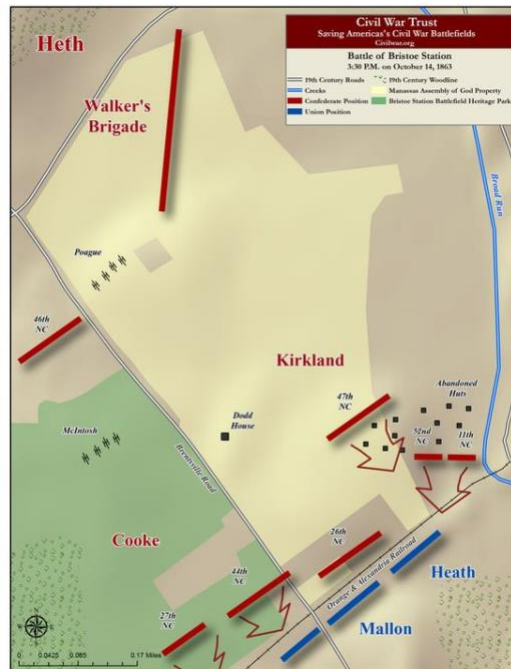 Civil War Trust
Saving Americas's Civil War Battlefields
Civilwar.org
Battle of Bristoe Station
3:30 P.M. on October 14, 1863
19th Century Roads
19th Century Woodline
Creeks
Manassas Assembly of God Property
Confederate Position
Bristoe Station Battlefield Heritage Park
Union Position
Heth
Walker's
Brigade
Broad Run
Poague
46th
NC
Kirkland
47th
NC
Abandoned
Huts
Dodd
House
52nd
NC
11th
NC
McIntosh
Brentsville Road
Cooke
26th
NC
Orange & Alexandria Railroad
Heath
44th
NC
Mallon
27th
NC
0 0.0425 0.085 0.17 Miles